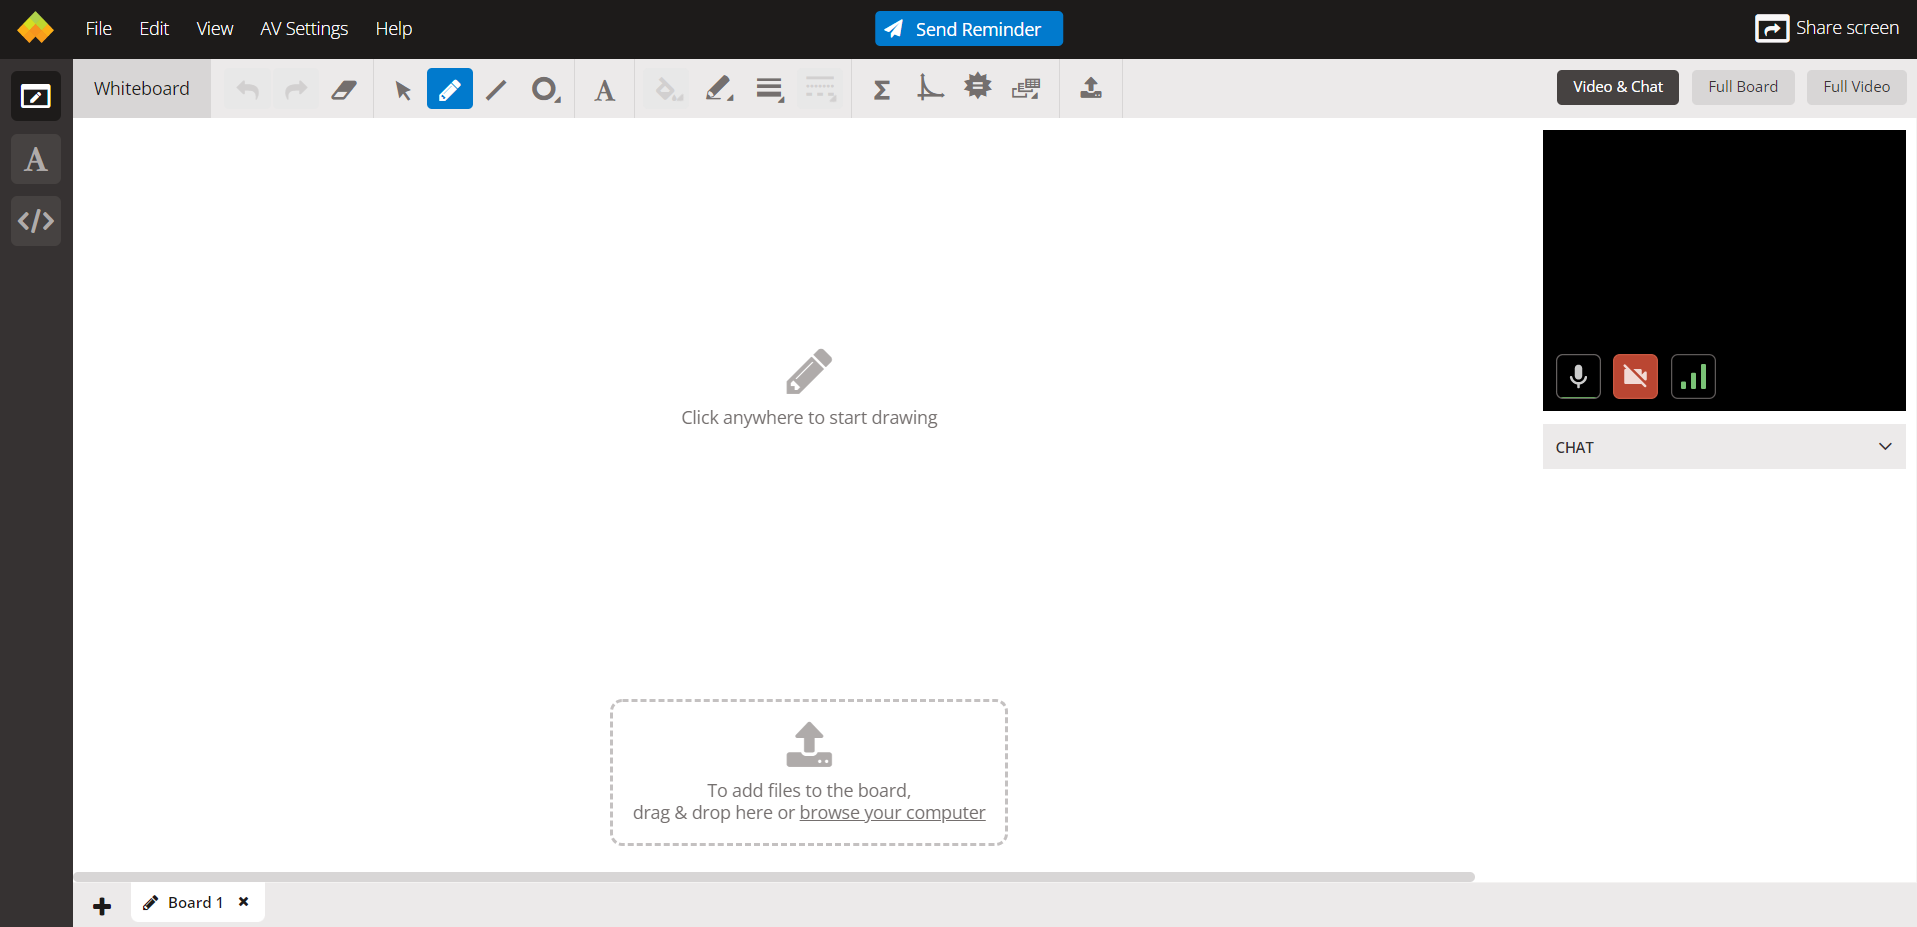 File Edit View AV Settings Help
Send Reminder
Share screen
Whiteboard
Video & Chat
Full Board
Full Video
Click anywhere to start drawing
CHAT
To add files to the board,
drag & drop here or browse your computer
Board 1